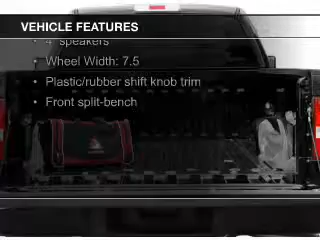 VEHICLE FEATURES
• 4 speakers
• Wheel Width: 7.5
• Plastic/rubber shift knob trim
• Front split-bench